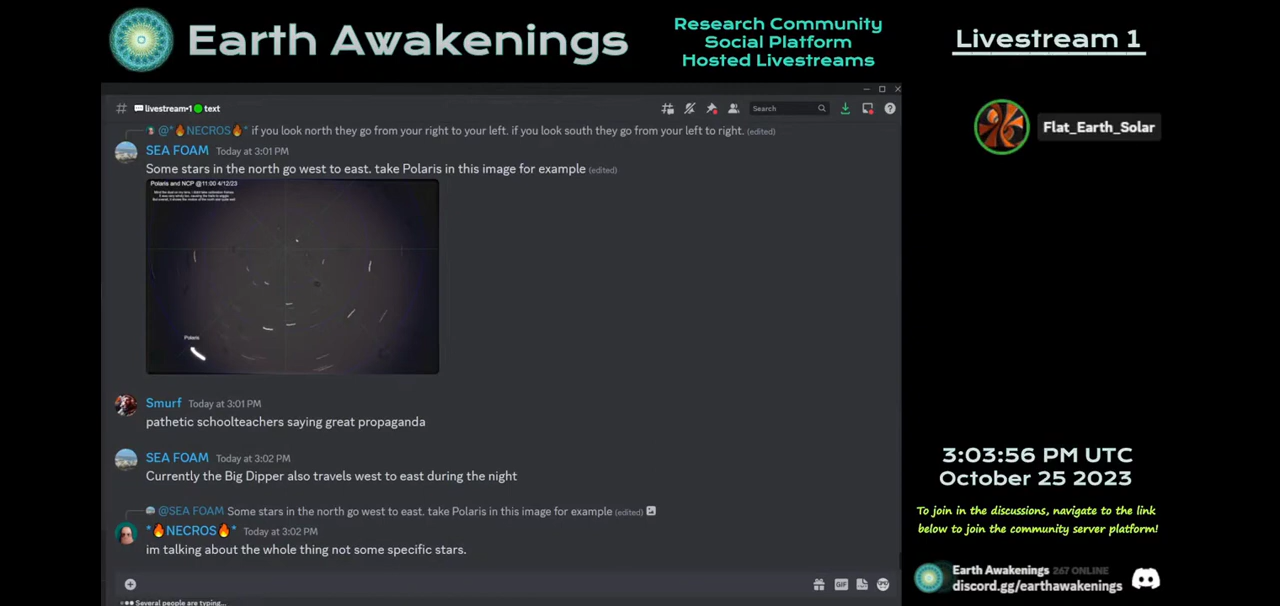 Earth Awakenings
Research Community
Social Platform
Hosted Livestreams
Livestream 1
# livestream•1 text
Search
@*🔥NECROS🔥* if you look north they go from your right to your left. if you look south they go from your left to right. (edited)
SEA FOAM Today at 3:01 PM
Some stars in the north go west to east. take Polaris in this image for example (edited)
Polaris and NCP @11:00 4/12/23
Polaris
Smurf Today at 3:01 PM
pathetic schoolteachers saying great propaganda
SEA FOAM Today at 3:02 PM
Currently the Big Dipper also travels west to east during the night
@SEA FOAM Some stars in the north go west to east. take Polaris in this image for example (edited)
*🔥NECROS🔥* Today at 3:02 PM
im talking about the whole thing not some specific stars.
GIF
Several people are typing...
Flat_Earth_Solar
3:03:56 PM UTC
October 25 2023
To join in the discussions, navigate to the link
below to join the community server platform!
Earth Awakenings 267 ONLINE
discord.gg/earthawakenings